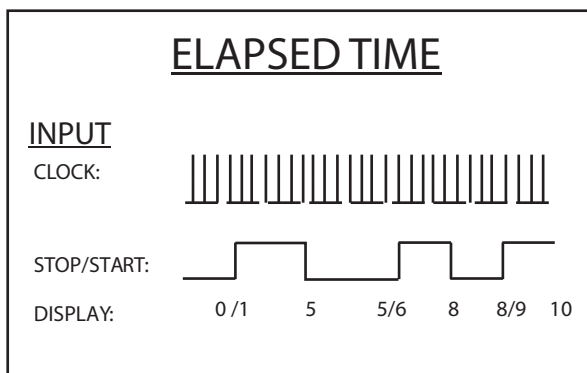 ELAPSED TIME
INPUT
CLOCK:
STOP/START:
DISPLAY: 0 /1 5 5/6 8 8/9 10